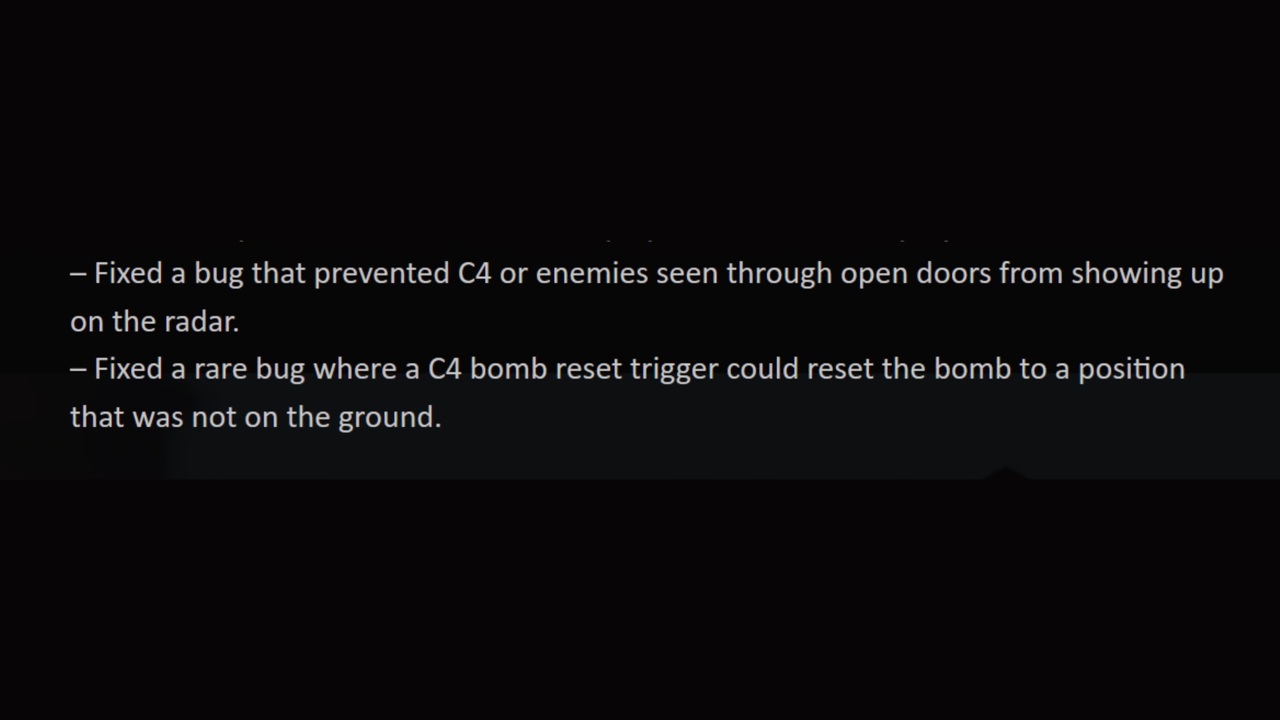 – Fixed a bug that prevented C4 or enemies seen through open doors from showing up
on the radar.
– Fixed a rare bug where a C4 bomb reset trigger could reset the bomb to a position
that was not on the ground.